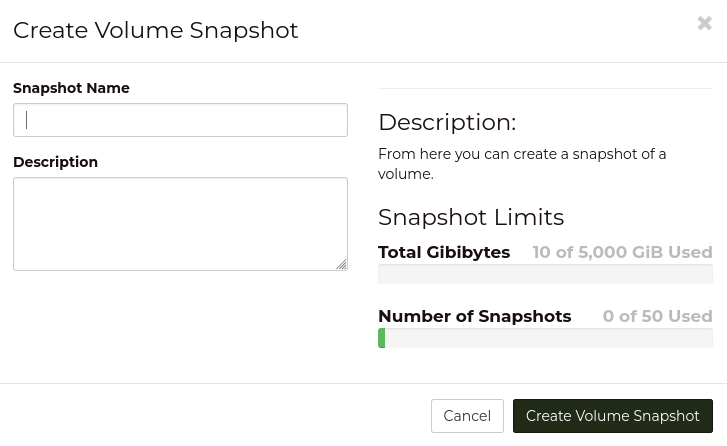 Create Volume Snapshot
Snapshot Name
Description
Description:
From here you can create a snapshot of a
volume.
Snapshot Limits
Total Gibibytes 10 of 5,000 GiB Used
Number of Snapshots 0 of 50 Used
Cancel Create Volume Snapshot